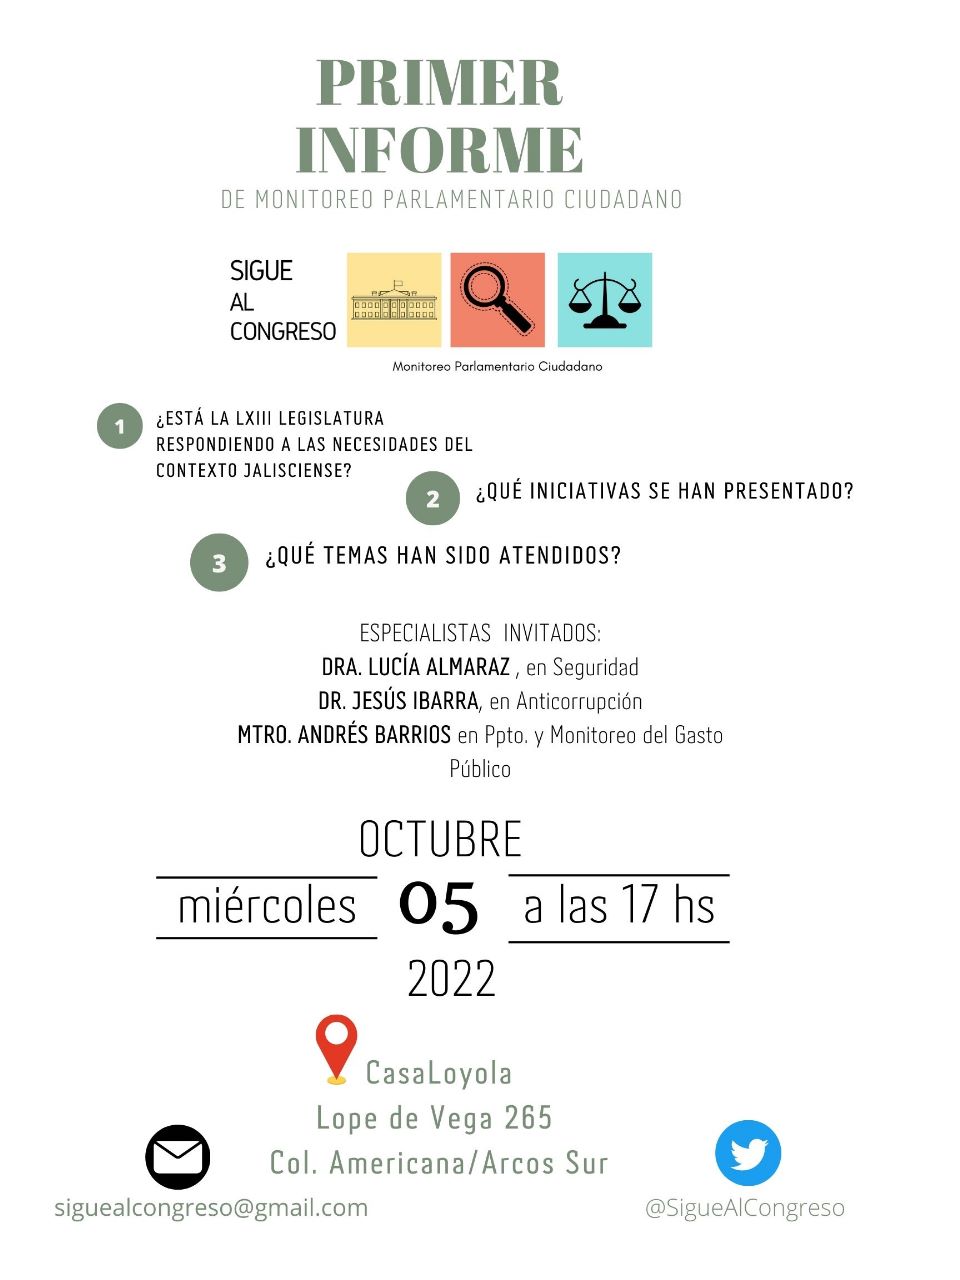 PRIMER
INFORME
DE MONITOREO PARLAMENTARIO CIUDADANO
SIGUE
AL
CONGRESO
Monitoreo Parlamentario Ciudadano
1
¿ESTÁ LA LXIII LEGISLATURA
RESPONDIENDO A LAS NECESIDADES DEL
CONTEXTO JALISCIENSE?
2
¿QUÉ INICIATIVAS SE HAN PRESENTADO?
3
¿QUÉ TEMAS HAN SIDO ATENDIDOS?
ESPECIALISTAS INVITADOS:
DRA. LUCÍA ALMARAZ , en Seguridad
DR. JESÚS IBARRA, en Anticorrupción
MTRO. ANDRÉS BARRIOS en Ppto. y Monitoreo del Gasto
Público
OCTUBRE
miércoles 05 a las 17 hs
2022
CasaLoyola
Lope de Vega 265
Col. Americana/Arcos Sur
siguealcongreso@gmail.com
@SigueAlCongreso